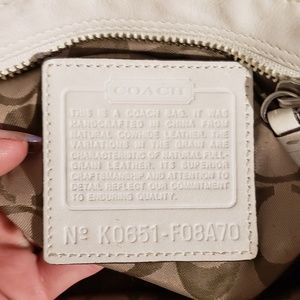 COACH
THIS IS A COACH BAG. IT WAS
HANDCRAFTED IN CHINA FROM
NATURAL COWHIDE LEATHER. THE
VARIATIONS IN THE GRAIN ARE
CHARACTERISTIC OF NATURAL FULL-
GRAIN LEATHER. ITS SUPERIOR
CRAFTSMANSHIP AND ATTENTION TO
DETAIL REFLECT OUR COMMITMENT
TO ENDURING QUALITY.
Nº K0651-F08A70